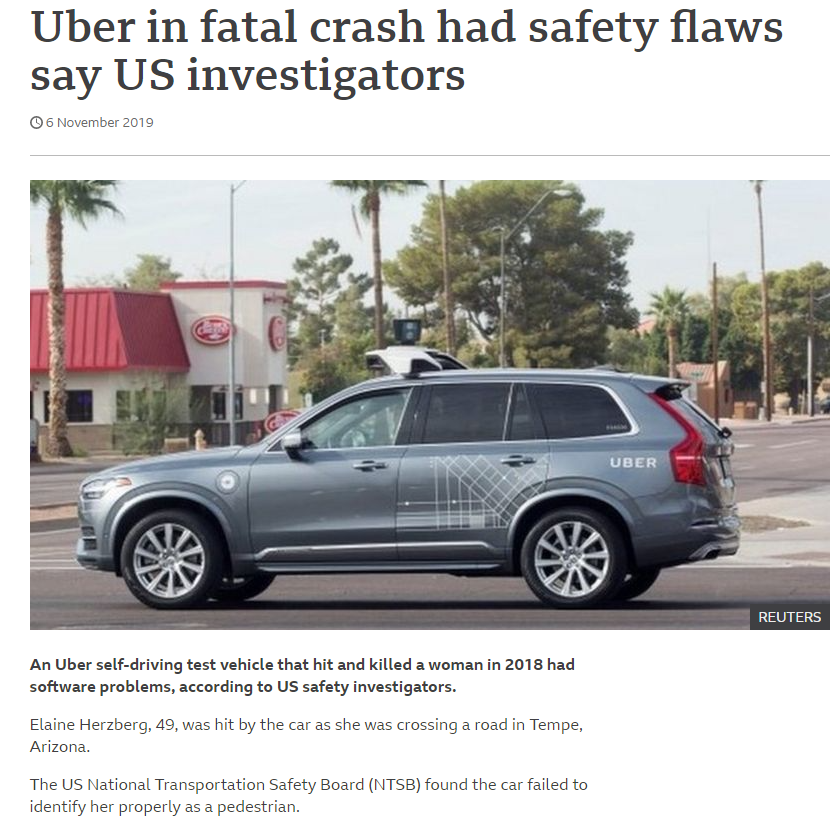 Uber in fatal crash had safety flaws
say US investigators
6 November 2019
UBER
REUTERS
An Uber self-driving test vehicle that hit and killed a woman in 2018 had
software problems, according to US safety investigators.
Elaine Herzberg, 49, was hit by the car as she was crossing a road in Tempe,
Arizona.
The US National Transportation Safety Board (NTSB) found the car failed to
identify her properly as a pedestrian.